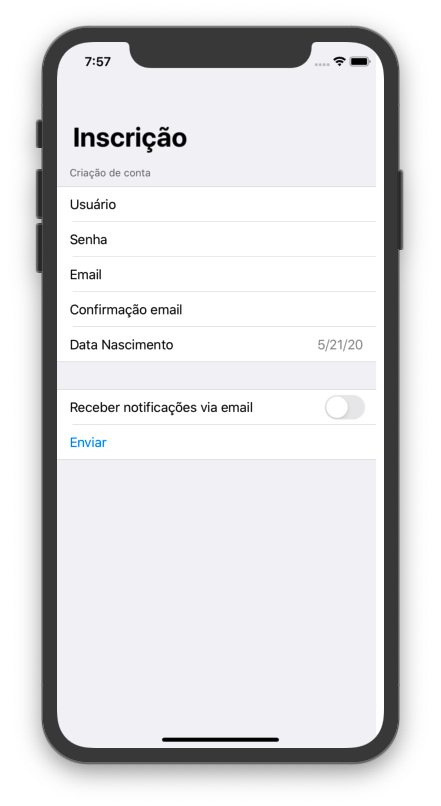 7:57
Inscrição
Criação de conta
Usuário
Senha
Email
Confirmação email
Data Nascimento 5/21/20
Receber notificações via email
Enviar